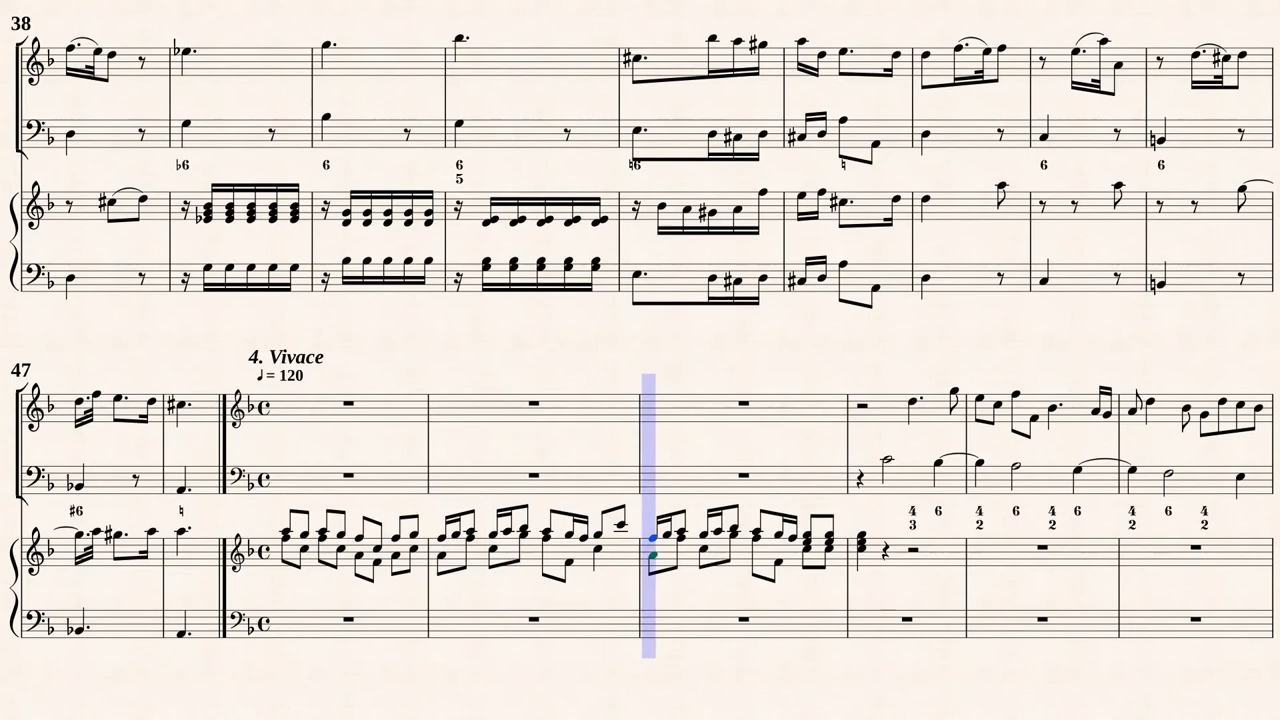 38
♭6 6 6 ♮6 ♮ 6 6
5
4. Vivace
47
♩= 120
♯6 ♮ 4 6 4 6 4 6 4 6 4
3 2 2 2 2